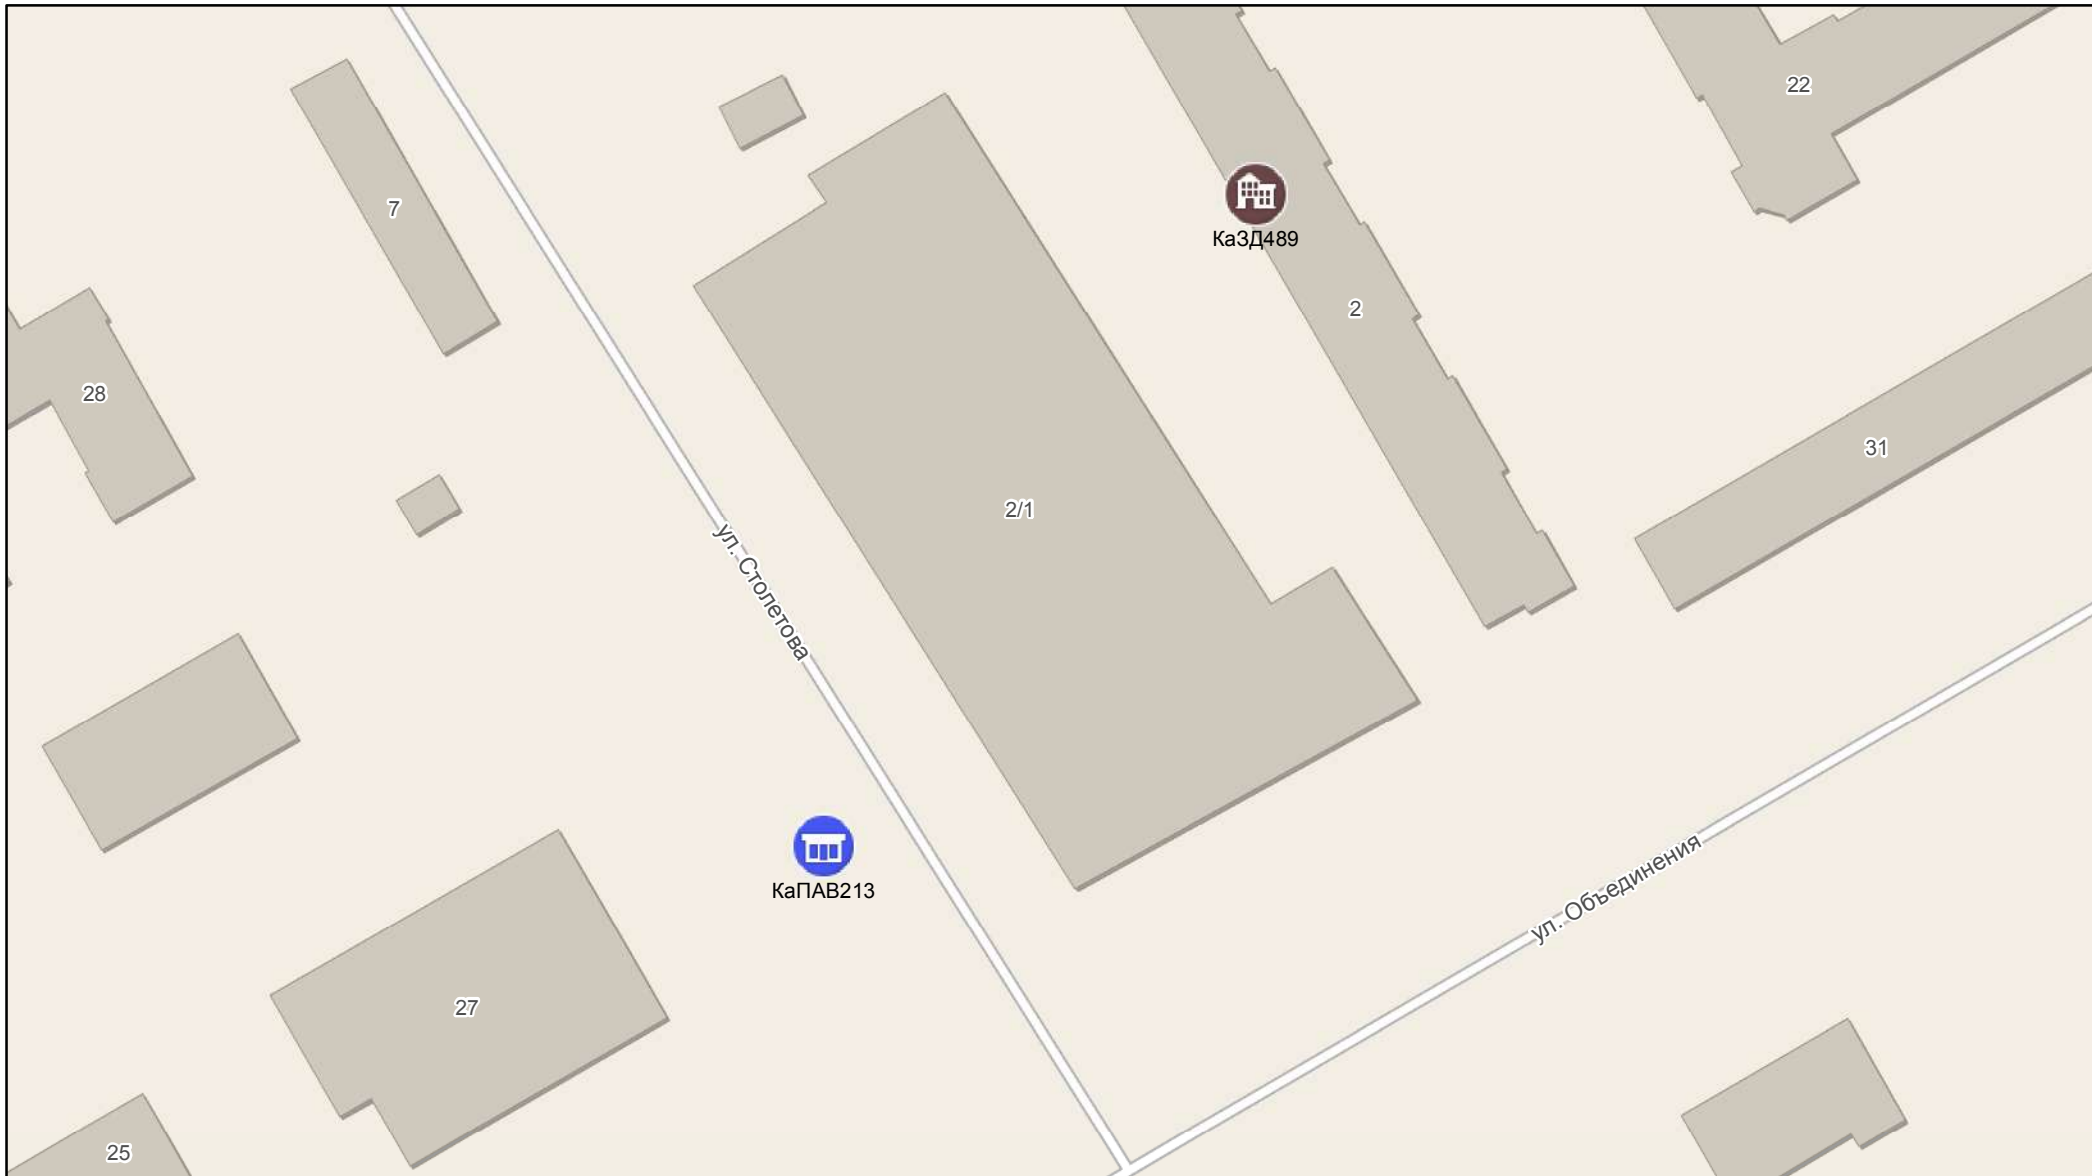 22
7
КаЗД489
2
28
31
2/1
ул. Столетова
ул. Объединения
КаПАВ213
27
25